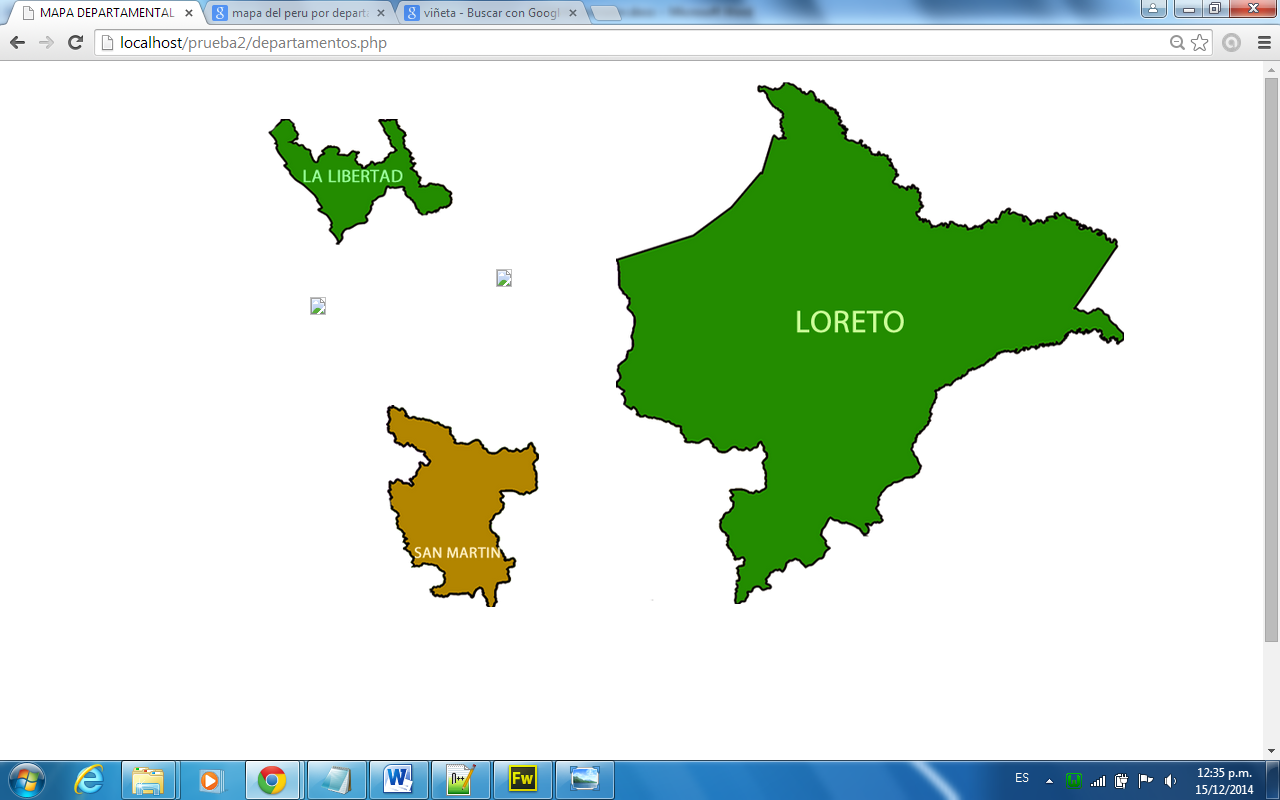 MAPA DEPARTAMENTAL
mapa del peru por departa
viñeta - Buscar con Googl
localhost/prueba2/departamentos.php
LA LIBERTAD
LORETO
SAN MARTIN
ES
12:35 p.m.
15/12/2014